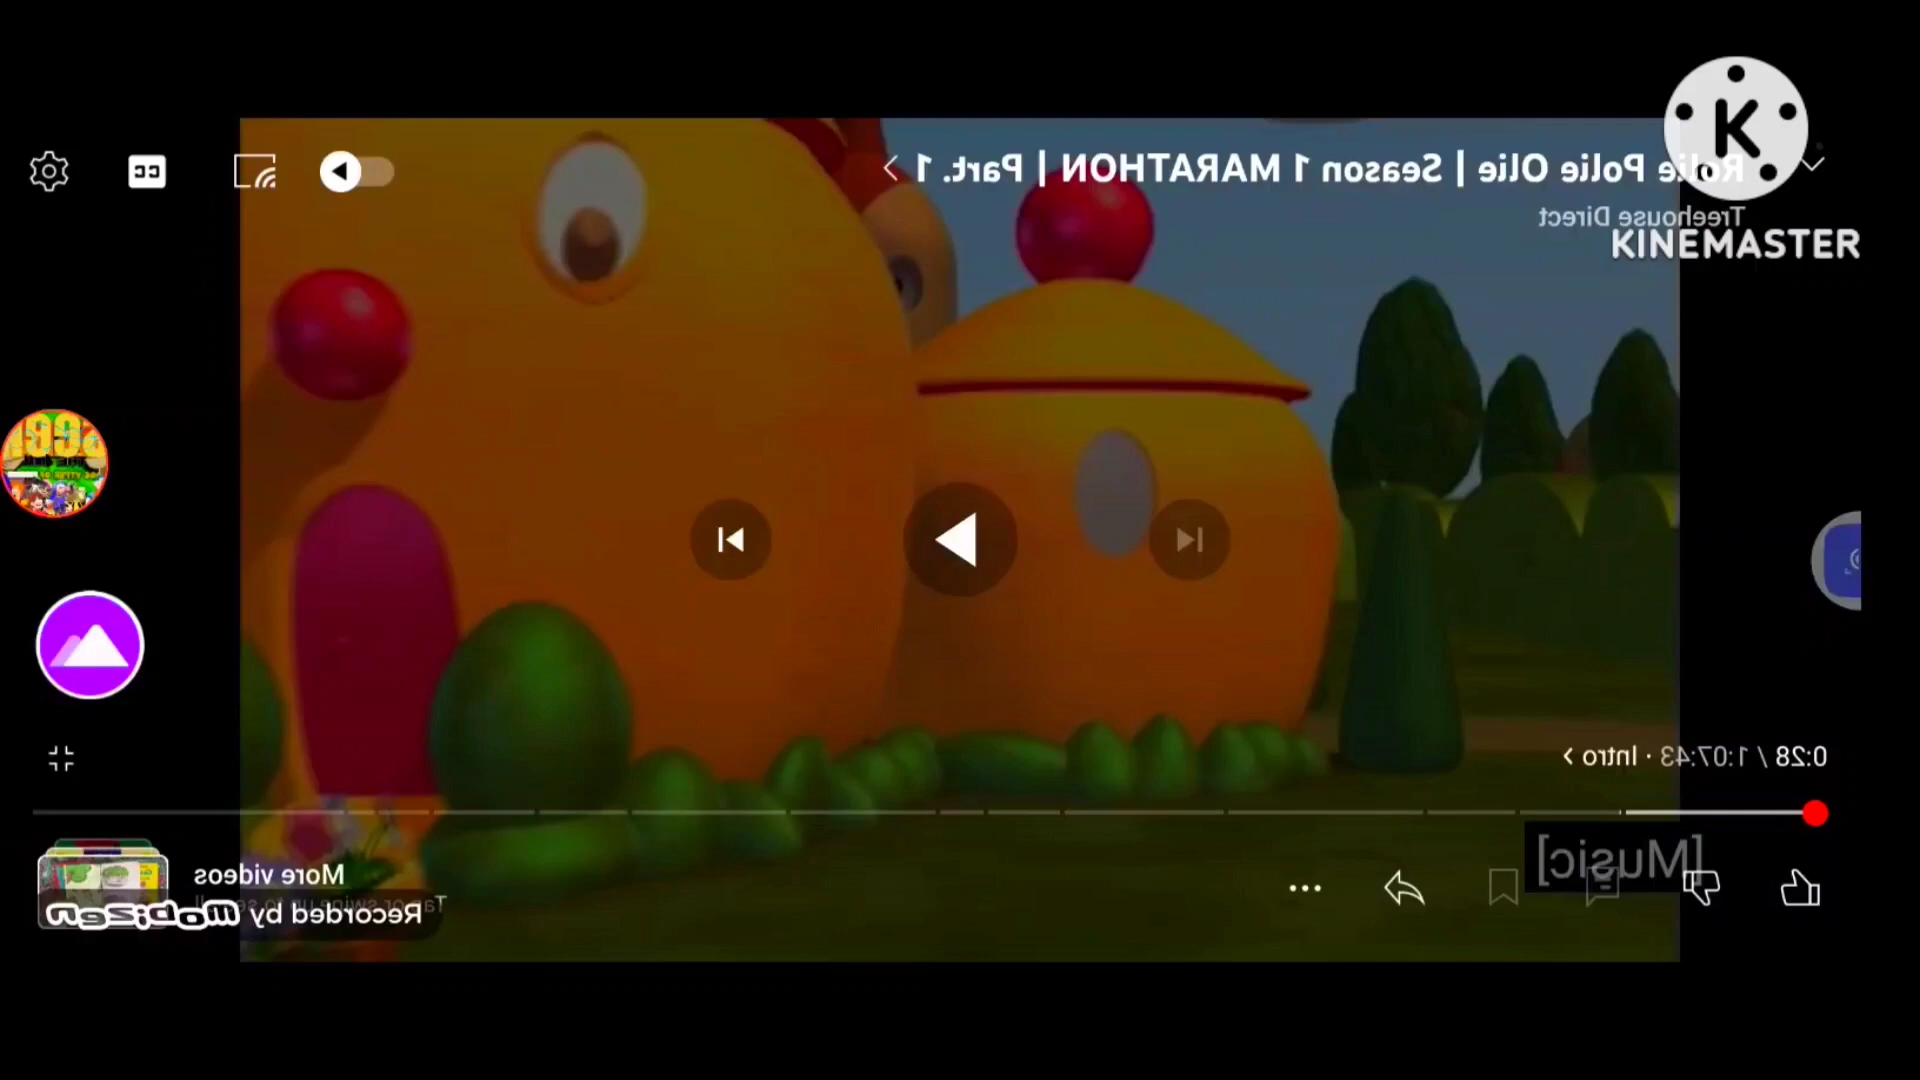 Rolie Polie Olie | Season 1 MARATHON | Part. 1
Treehouse Direct
K
KINEMASTER
CC
0:28 / 1:07:43 · Intro
[Music]
More videos
Recorded by mobizen